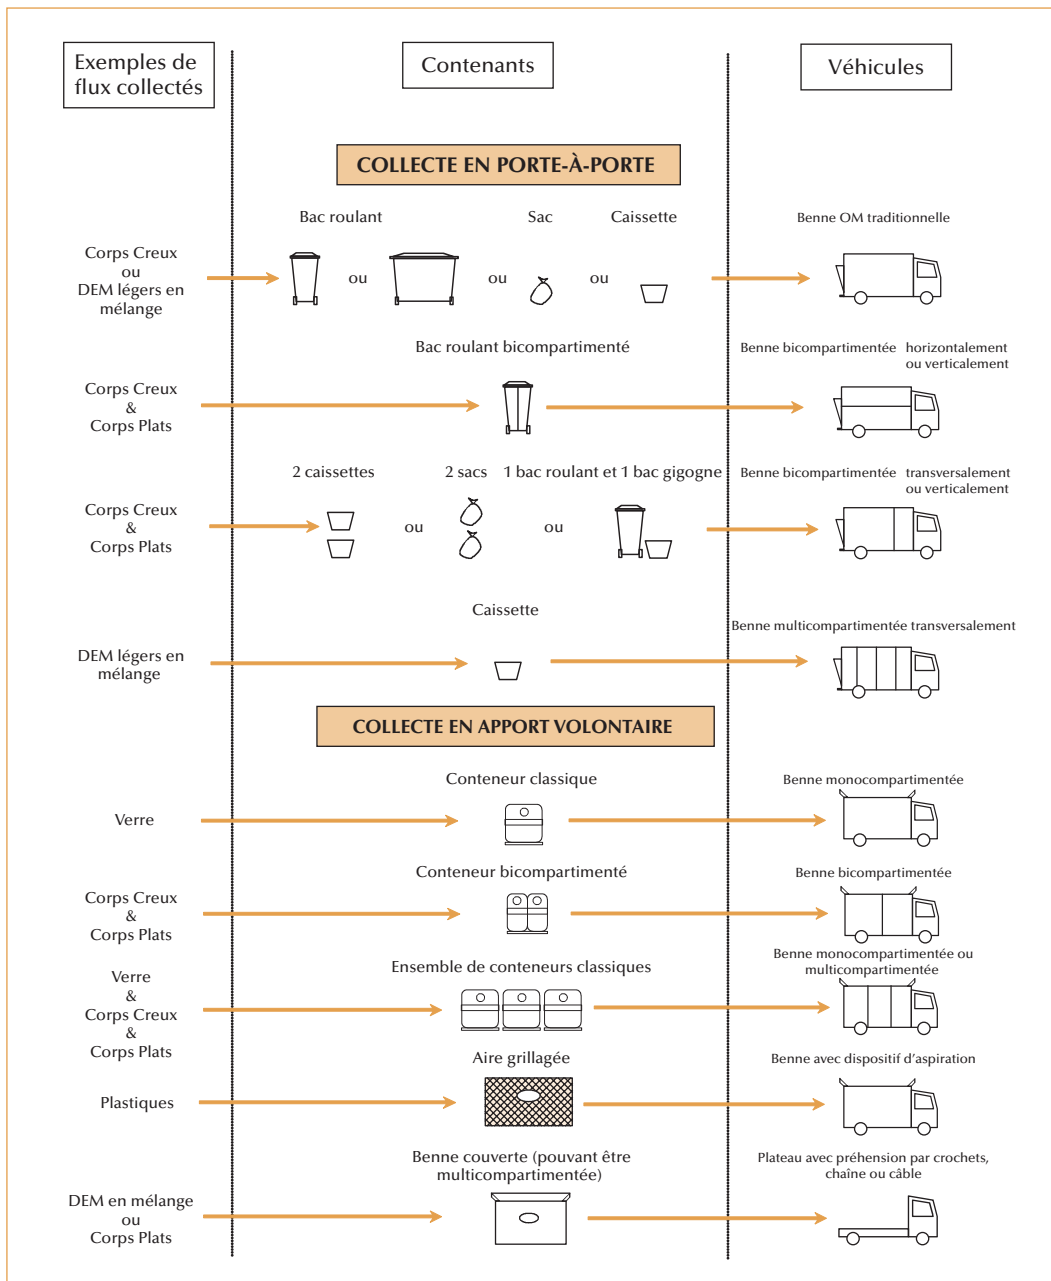 Exemples de
flux collectés
Contenants
Véhicules
COLLECTE EN PORTE-À-PORTE
Bac roulant
Sac
Caissette
Benne OM traditionnelle
Corps Creux
ou
DEM légers en
mélange
ou
ou
ou
Bac roulant bicompartimenté
Benne bicompartimentée horizontalement
ou verticalement
Corps Creux
&
Corps Plats
2 caissettes
2 sacs
1 bac roulant et 1 bac gigogne
Benne bicompartimentée transversalement
ou verticalement
Corps Creux
&
Corps Plats
ou
ou
Caissette
Benne multicompartimentée transversalement
DEM légers en
mélange
COLLECTE EN APPORT VOLONTAIRE
Conteneur classique
Benne monocompartimentée
Verre
Conteneur bicompartimenté
Benne bicompartimentée
Corps Creux
&
Corps Plats
Ensemble de conteneurs classiques
Benne monocompartimentée ou
multicompartimentée
Verre
&
Corps Creux
&
Corps Plats
Aire grillagée
Benne avec dispositif d'aspiration
Plastiques
Benne couverte (pouvant être
multicompartimentée)
Plateau avec préhension par crochets,
chaîne ou câble
DEM en mélange
ou
Corps Plats